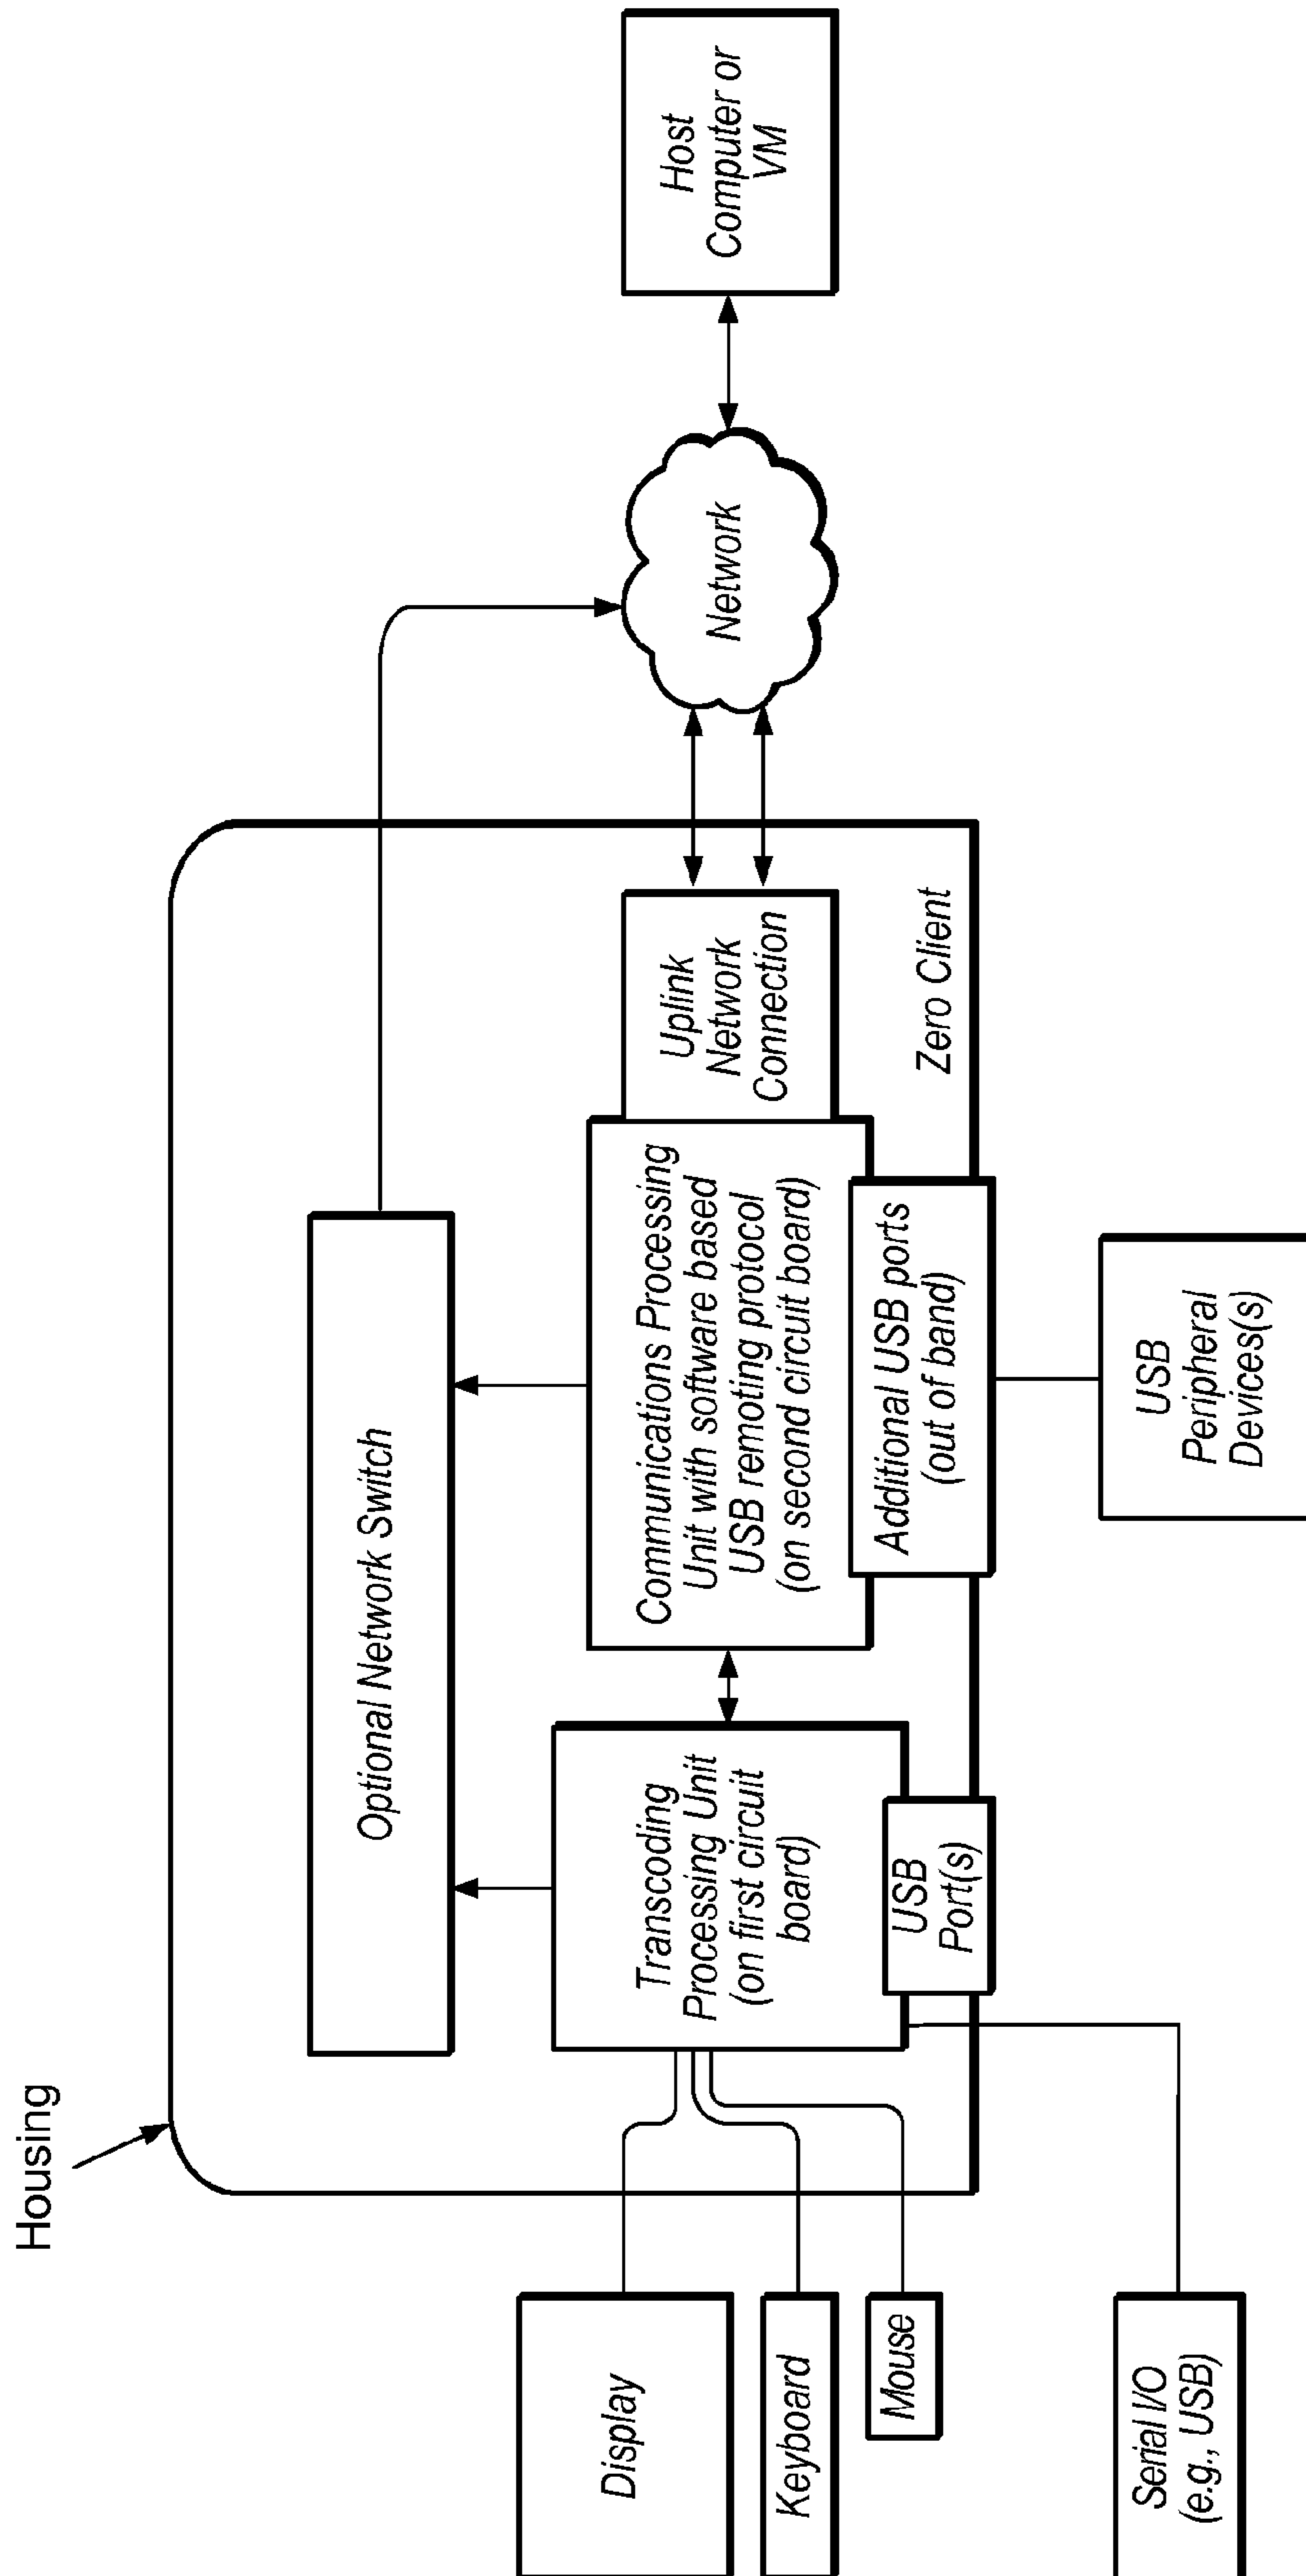 Housing
Optional Network Switch
Display
Keyboard
Mouse
Serial I/O
(e.g., USB)
Transcoding
Processing Unit
(on first circuit
board)
USB
Port(s)
Communications Processing
Unit with software based
USB remoting protocol
(on second circuit board)
Additional USB ports
(out of band)
USB
Peripheral
Devices(s)
Uplink
Network
Connection
Zero Client
Network
Host
Computer or
VM